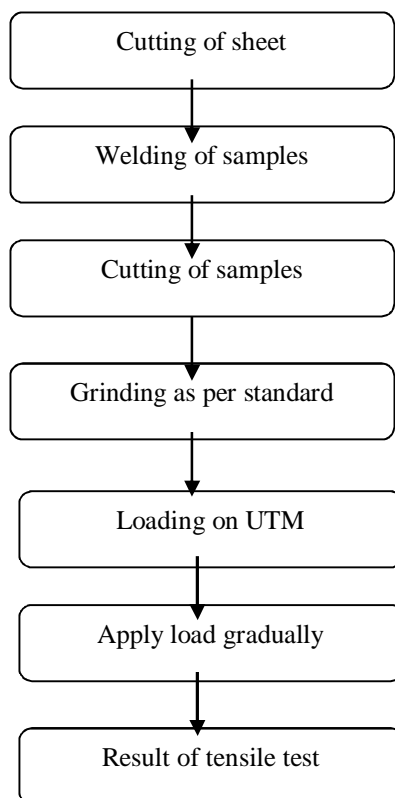 Cutting of sheet
Welding of samples
Cutting of samples
Grinding as per standard
Loading on UTM
Apply load gradually
Result of tensile test